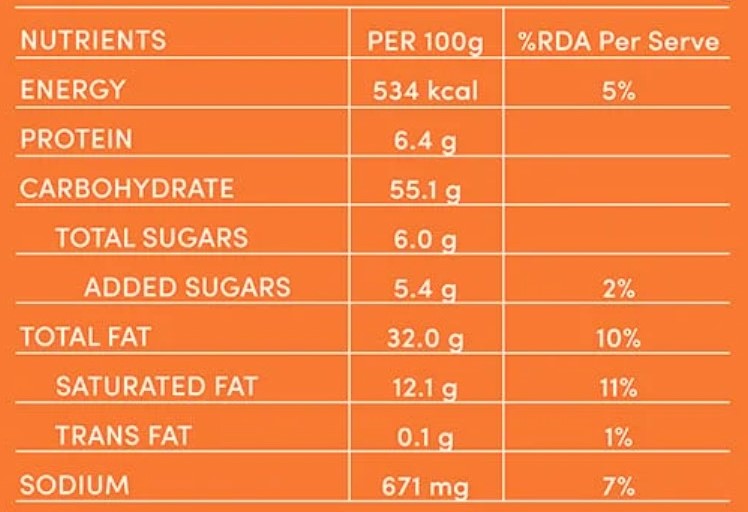 NUTRIENTS PER 100g %RDA Per Serve
ENERGY 534 kcal 5%
PROTEIN 6.4 g
CARBOHYDRATE 55.1 g
TOTAL SUGARS 6.0 g
ADDED SUGARS 5.4 g 2%
TOTAL FAT 32.0 g 10%
SATURATED FAT 12.1 g 11%
TRANS FAT 0.1 g 1%
SODIUM 671 mg 7%